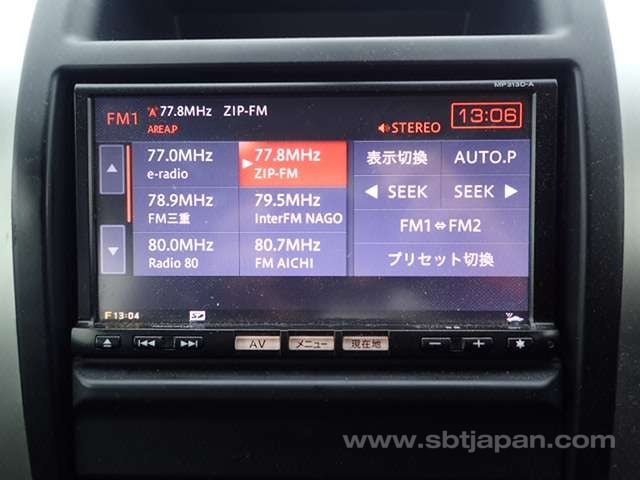 MP313D-A
FM1 77.8MHz ZIP-FM
AREA.P
STEREO 13:06
77.0MHz
e-radio
77.8MHz
ZIP-FM
78.9MHz
FM三重
79.5MHz
InterFM NAGO
80.0MHz
Radio 80
80.7MHz
FM AICHI
表示切換 AUTO.P
◀ SEEK SEEK ▶
FM1⇔FM2
プリセット切換
13:04
AV メニュー 現在地
www.sbtjapan.com